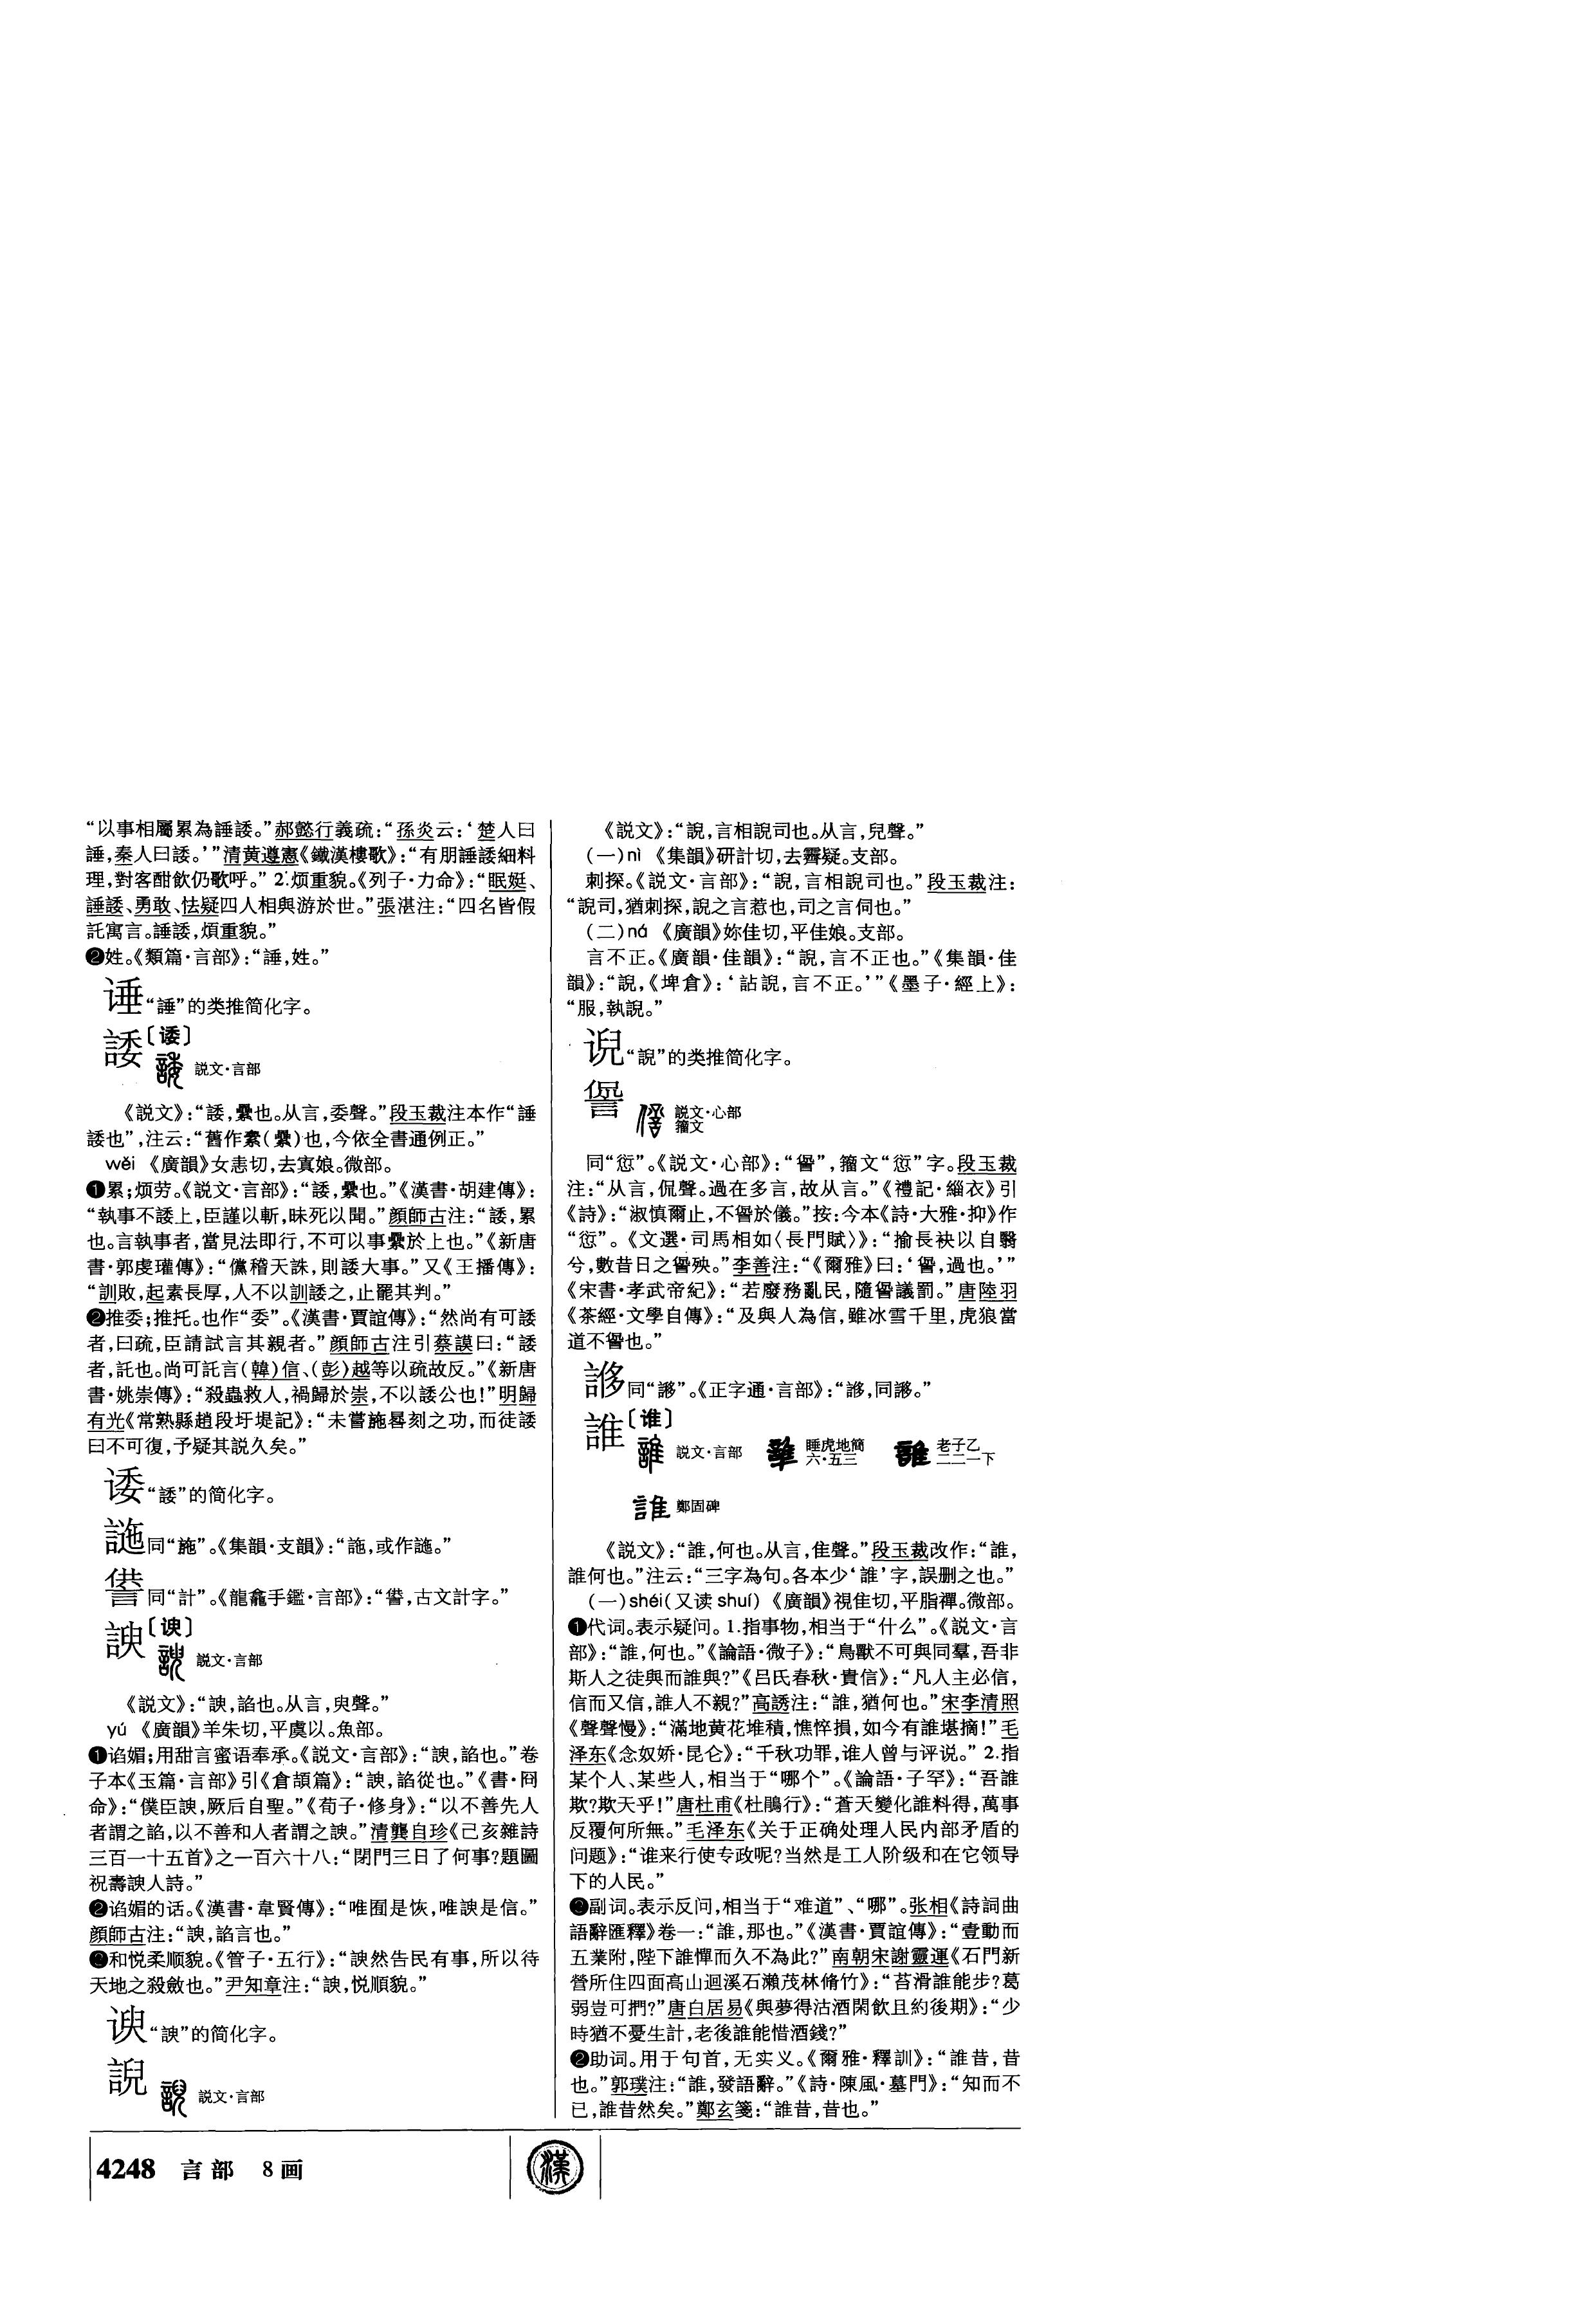 “以事相屬累為諈諉。”郝懿行義疏：“孫炎云：‘楚人曰
諈，秦人曰諉。’”清黄遵憲《鐵漢樓歌》：“有朋諈諉細料
理，對客酣飲仍歌呼。” 2.烦重貌。《列子·力命》：“眠娫、
諈諉、勇敢、怯疑四人相與游於世。”張湛注：“四名皆假
託寓言。諈諉，煩重貌。”
❷姓。《類篇·言部》：“諈，姓。”
𬤏“諈”的类推简化字。
諉〔诿〕
説文·言部
《説文》：“諉，纍也。从言，委聲。”段玉裁注本作“諈
諉也”，注云：“舊作絫（纍）也，今依全書通例正。”
wěi 《廣韻》女恚切，去寘娘。微部。
❶累；烦劳。《説文·言部》：“諉，纍也。”《漢書·胡建傳》：
“執事不諉上，臣謹以斬，昧死以聞。”顔師古注：“諉，累
也。言執事者，當見法即行，不可以事纍於上也。”《新唐
書·郭虔瓘傳》：“儻稽天誅，則諉大事。”又《王播傳》：
“訓敗，起素長厚，人不以訓諉之，止罷其判。”
❷推委；推托。也作“委”。《漢書·賈誼傳》：“然尚有可諉
者，曰疏，臣請試言其親者。”顔師古注引蔡謨曰：“諉
者，託也。尚可託言（韓）信、（彭）越等以疏故反。”《新唐
書·姚崇傳》：“殺蟲救人，禍歸於崇，不以諉公也！”明歸
有光《常熟縣趙段圩堤記》：“未嘗施晷刻之功，而徒諉
曰不可復，予疑其説久矣。”
诿“諉”的简化字。
同“𧦧”。《集韻·支韻》：“，或作。”
同“計”。《龍龕手鑑·言部》：“，古文計字。”
諛〔谀〕
説文·言部
《説文》：“諛，諂也。从言，臾聲。”
yú 《廣韻》羊朱切，平虞以。魚部。
❶谄媚；用甜言蜜语奉承。《説文·言部》：“諛，諂也。”卷
子本《玉篇·言部》引《倉頡篇》：“諛，諂從也。”《書·冏
命》：“僕臣諛，厥后自聖。”《荀子·修身》：“以不善先人
者謂之諂，以不善和人者謂之諛。”清龔自珍《己亥雜詩
三百一十五首》之一百六十八：“閉門三日了何事？題圖
祝壽諛人詩。”
❷谄媚的话。《漢書·韋賢傳》：“唯囿是恢，唯諛是信。”
顔師古注：“諛，諂言也。”
❸和悦柔顺貌。《管子·五行》：“諛然告民有事，所以待
天地之殺斂也。”尹知章注：“諛，悦順貌。”
谀“諛”的简化字。
誽
説文·言部
《説文》：“誽，言相誽司也。从言，兒聲。”
（一）nì 《集韻》研計切，去霽疑。支部。
刺探。《説文·言部》：“誽，言相誽司也。”段玉裁注：
“誽司，猶刺探，誽之言惹也，司之言伺也。”
（二）ná 《廣韻》妳佳切，平佳娘。支部。
言不正。《廣韻·佳韻》：“誽，言不正也。”《集韻·佳
韻》：“誽，《埤倉》：‘詀誽，言不正。’”《墨子·經上》：
“服，執誽。”
“誽”的类推简化字。
諐
説文·心部
籀文
同“愆”。《説文·心部》：“諐”，籀文“愆”字。段玉裁
注：“从言，侃聲。過在多言，故从言。”《禮記·緇衣》引
《詩》：“淑慎爾止，不諐於儀。”按：今本《詩·大雅·抑》作
“愆”。《文選·司馬相如〈長門賦〉》：“揄長袂以自翳
兮，數昔日之諐殃。”李善注：“《爾雅》曰：‘諐，過也。’”
《宋書·孝武帝紀》：“若廢務亂民，隨諐議罰。”唐陸羽
《茶經·文學自傳》：“及與人為信，雖冰雪千里，虎狼當
道不諐也。”
同“謻”。《正字通·言部》：“，同謻。”
誰〔谁〕
説文·言部
睡虎地簡
六·五三
老子乙
二二一下
鄭固碑
《説文》：“誰，何也。从言，隹聲。”段玉裁改作：“誰，
誰何也。”注云：“三字為句。各本少‘誰’字，誤删之也。”
（一）shéi（又读shuí） 《廣韻》視隹切，平脂禪。微部。
❶代词。表示疑问。1.指事物，相当于“什么”。《説文·言
部》：“誰，何也。”《論語·微子》：“鳥獸不可與同羣，吾非
斯人之徒與而誰與？”《吕氏春秋·貴信》：“凡人主必信，
信而又信，誰人不親？”高誘注：“誰，猶何也。”宋李清照
《聲聲慢》：“滿地黄花堆積，憔悴損，如今有誰堪摘！”毛
泽东《念奴娇·昆仑》：“千秋功罪，谁人曾与评说。” 2.指
某个人、某些人，相当于“哪个”。《論語·子罕》：“吾誰
欺？欺天乎！”唐杜甫《杜鵑行》：“蒼天變化誰料得，萬事
反覆何所無。”毛泽东《关于正确处理人民内部矛盾的
问题》：“谁来行使专政呢？当然是工人阶级和在它领导
下的人民。”
❸副词。表示反问，相当于“难道”、“哪”。张相《詩詞曲
語辭匯釋》卷一：“誰，那也。”《漢書·賈誼傳》：“壹動而
五業附，陛下誰憚而久不為此？”南朝宋謝靈運《石門新
營所住四面高山迴溪石瀨茂林脩竹》：“苔滑誰能步？葛
弱豈可捫？”唐白居易《與夢得沽酒閑飲且約後期》：“少
時猶不憂生計，老後誰能惜酒錢？”
❷助词。用于句首，无实义。《爾雅·釋訓》：“誰昔，昔
也。”郭璞注：“誰，發語辭。”《詩·陳風·墓門》：“知而不
已，誰昔然矣。”鄭玄箋：“誰昔，昔也。”
4248 言部 8画
漢